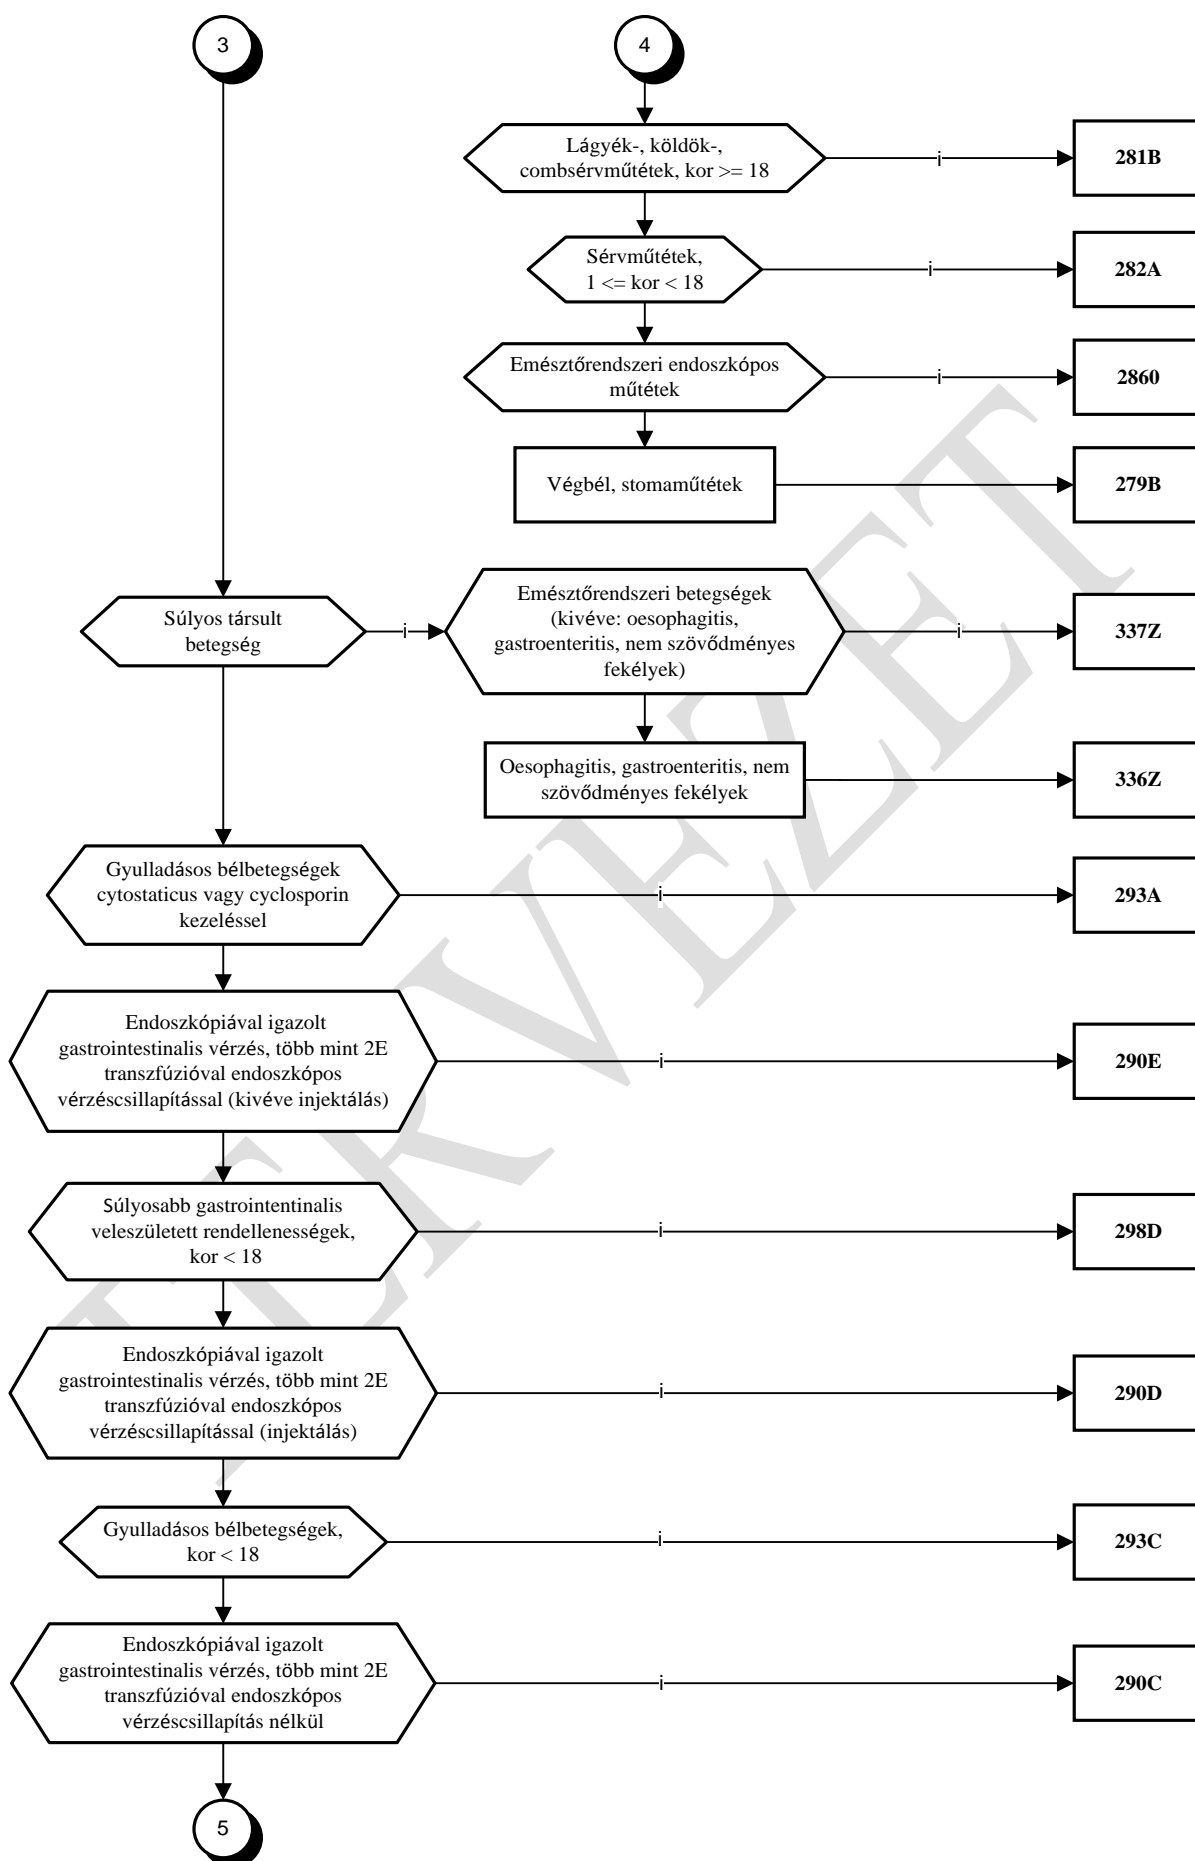 3
4
Lágyék-, köldök-,
combsérvműtétek, kor >= 18
i
281B
Sérvműtétek,
1 <= kor < 18
i
282A
Emésztőrendszeri endoszkópos
műtétek
i
2860
Végbél, stomaműtétek
279B
Súlyos társult
betegség
i
Emésztőrendszeri betegségek
(kivéve: oesophagitis,
gastroenteritis, nem szövődményes
fekélyek)
i
337Z
Oesophagitis, gastroenteritis, nem
szövődményes fekélyek
336Z
Gyulladásos bélbetegségek
cytostaticus vagy cyclosporin
kezeléssel
i
293A
Endoszkópiával igazolt
gastrointestinalis vérzés, több mint 2E
transzfúzióval endoszkópos
vérzéscsillapítással (kivéve injektálás)
i
290E
Súlyosabb gastrointentinalis
veleszületett rendellenességek,
kor < 18
i
298D
Endoszkópiával igazolt
gastrointestinalis vérzés, több mint 2E
transzfúzióval endoszkópos
vérzéscsillapítással (injektálás)
i
290D
Gyulladásos bélbetegségek,
kor < 18
i
293C
Endoszkópiával igazolt
gastrointestinalis vérzés, több mint 2E
transzfúzióval endoszkópos
vérzéscsillapítás nélkül
i
290C
5
TERVEZET